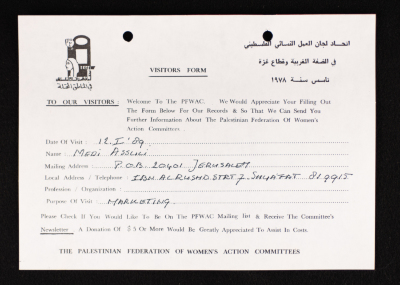 اتحاد لجان العمل النسائي الفلسطيني
في الضفة الغربية وقطاع غزة
تأسس سنة ١٩٧٨
VISITORS FORM
TO OUR VISITORS: Welcome To The PFWAC. We Would Appreciate Your Filling Out
The Form Below For Our Records & So That We Can Send You
Further Information About The Palestinian Federation Of Women's
Action Committees.
Date Of Visit : 12.I '89
Name : MEDI ASSLILI
Mailing Address : P.O.B. 20401 JERUSALEM
Local Address / Telephone : IBN ALRUSHD. STRT 7. SHUAFAT 819915
Profession / Organization :
Purpose Of Visit : MARKETING
Please Check If You Would Like To Be On The PFWAC Mailing list & Receive The Committee's
Newsletter A Donation Of $ 5 Or More Would Be Greatly Appreciated To Assist In Costs.
THE PALESTINIAN FEDERATION OF WOMEN'S ACTION COMMITTEES